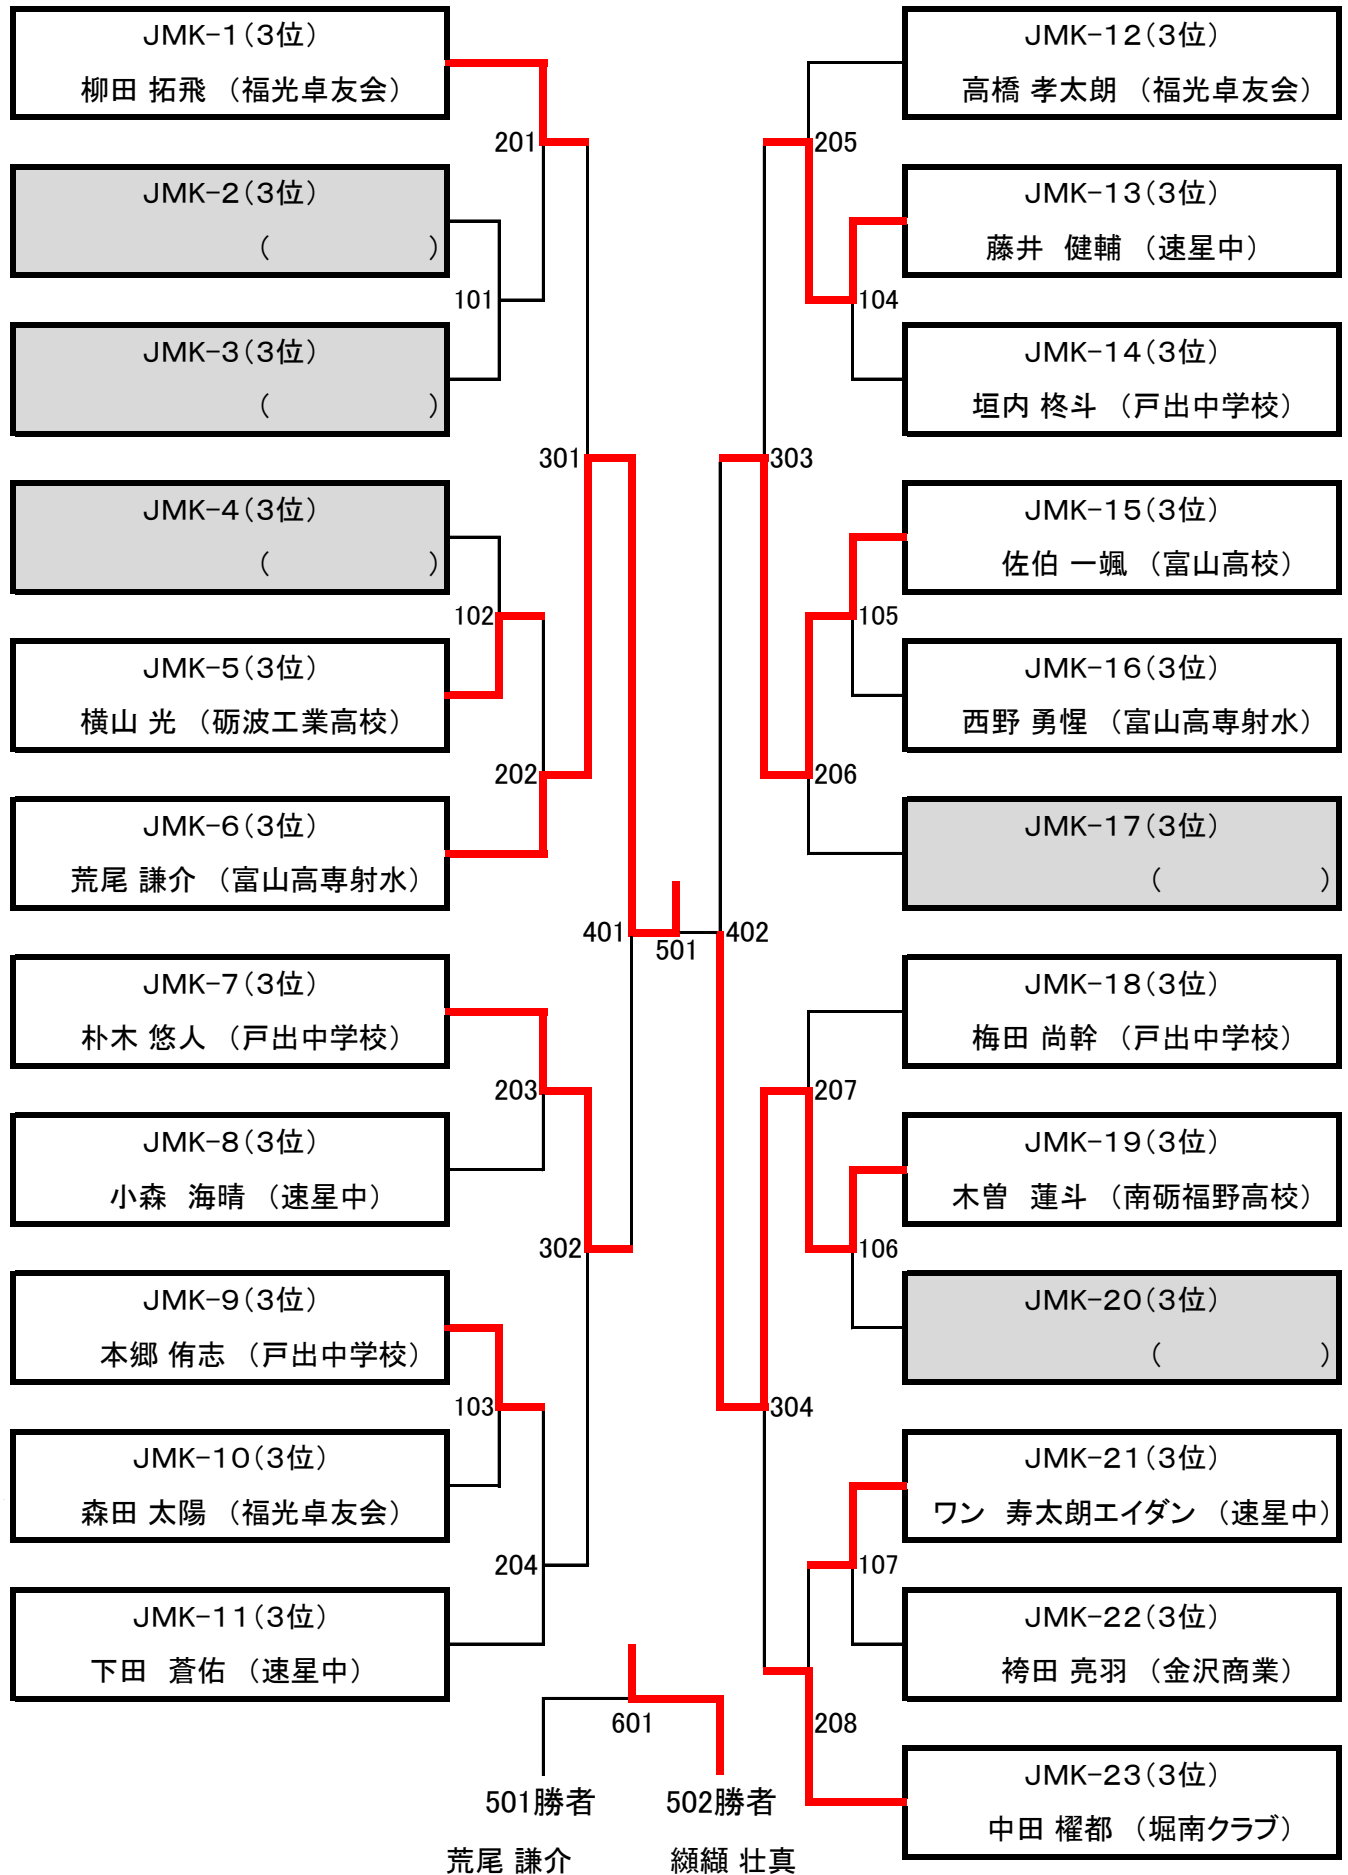 JMK-1(3位)
柳田 拓飛 （福光卓友会）
JMK-2(3位)
（　　　　　　　）
JMK-3(3位)
（　　　　　　　）
JMK-4(3位)
（　　　　　　　）
JMK-5(3位)
横山 光 （砺波工業高校）
JMK-6(3位)
荒尾 謙介 （富山高専射水）
JMK-7(3位)
朴木 悠人 （戸出中学校）
JMK-8(3位)
小森　海晴 （速星中）
JMK-9(3位)
本郷 侑志 （戸出中学校）
JMK-10(3位)
森田 太陽 （福光卓友会）
JMK-11(3位)
下田　蒼佑 （速星中）
201
101
301
102
202
401
203
302
103
204
501
601
501勝者
荒尾 謙介
502勝者
纐纈 壮真
205
104
303
105
206
402
207
106
304
107
208
JMK-12(3位)
高橋 孝太朗 （福光卓友会）
JMK-13(3位)
藤井　健輔 （速星中）
JMK-14(3位)
垣内 柊斗 （戸出中学校）
JMK-15(3位)
佐伯 一颯 （富山高校）
JMK-16(3位)
西野 勇惺 （富山高専射水）
JMK-17(3位)
（　　　　　　　）
JMK-18(3位)
梅田 尚幹 （戸出中学校）
JMK-19(3位)
木曽　蓮斗 （南砺福野高校）
JMK-20(3位)
（　　　　　　　）
JMK-21(3位)
ワン　寿太朗エイダン （速星中）
JMK-22(3位)
袴田 亮羽 （金沢商業）
JMK-23(3位)
中田 櫂都 （堀南クラブ）